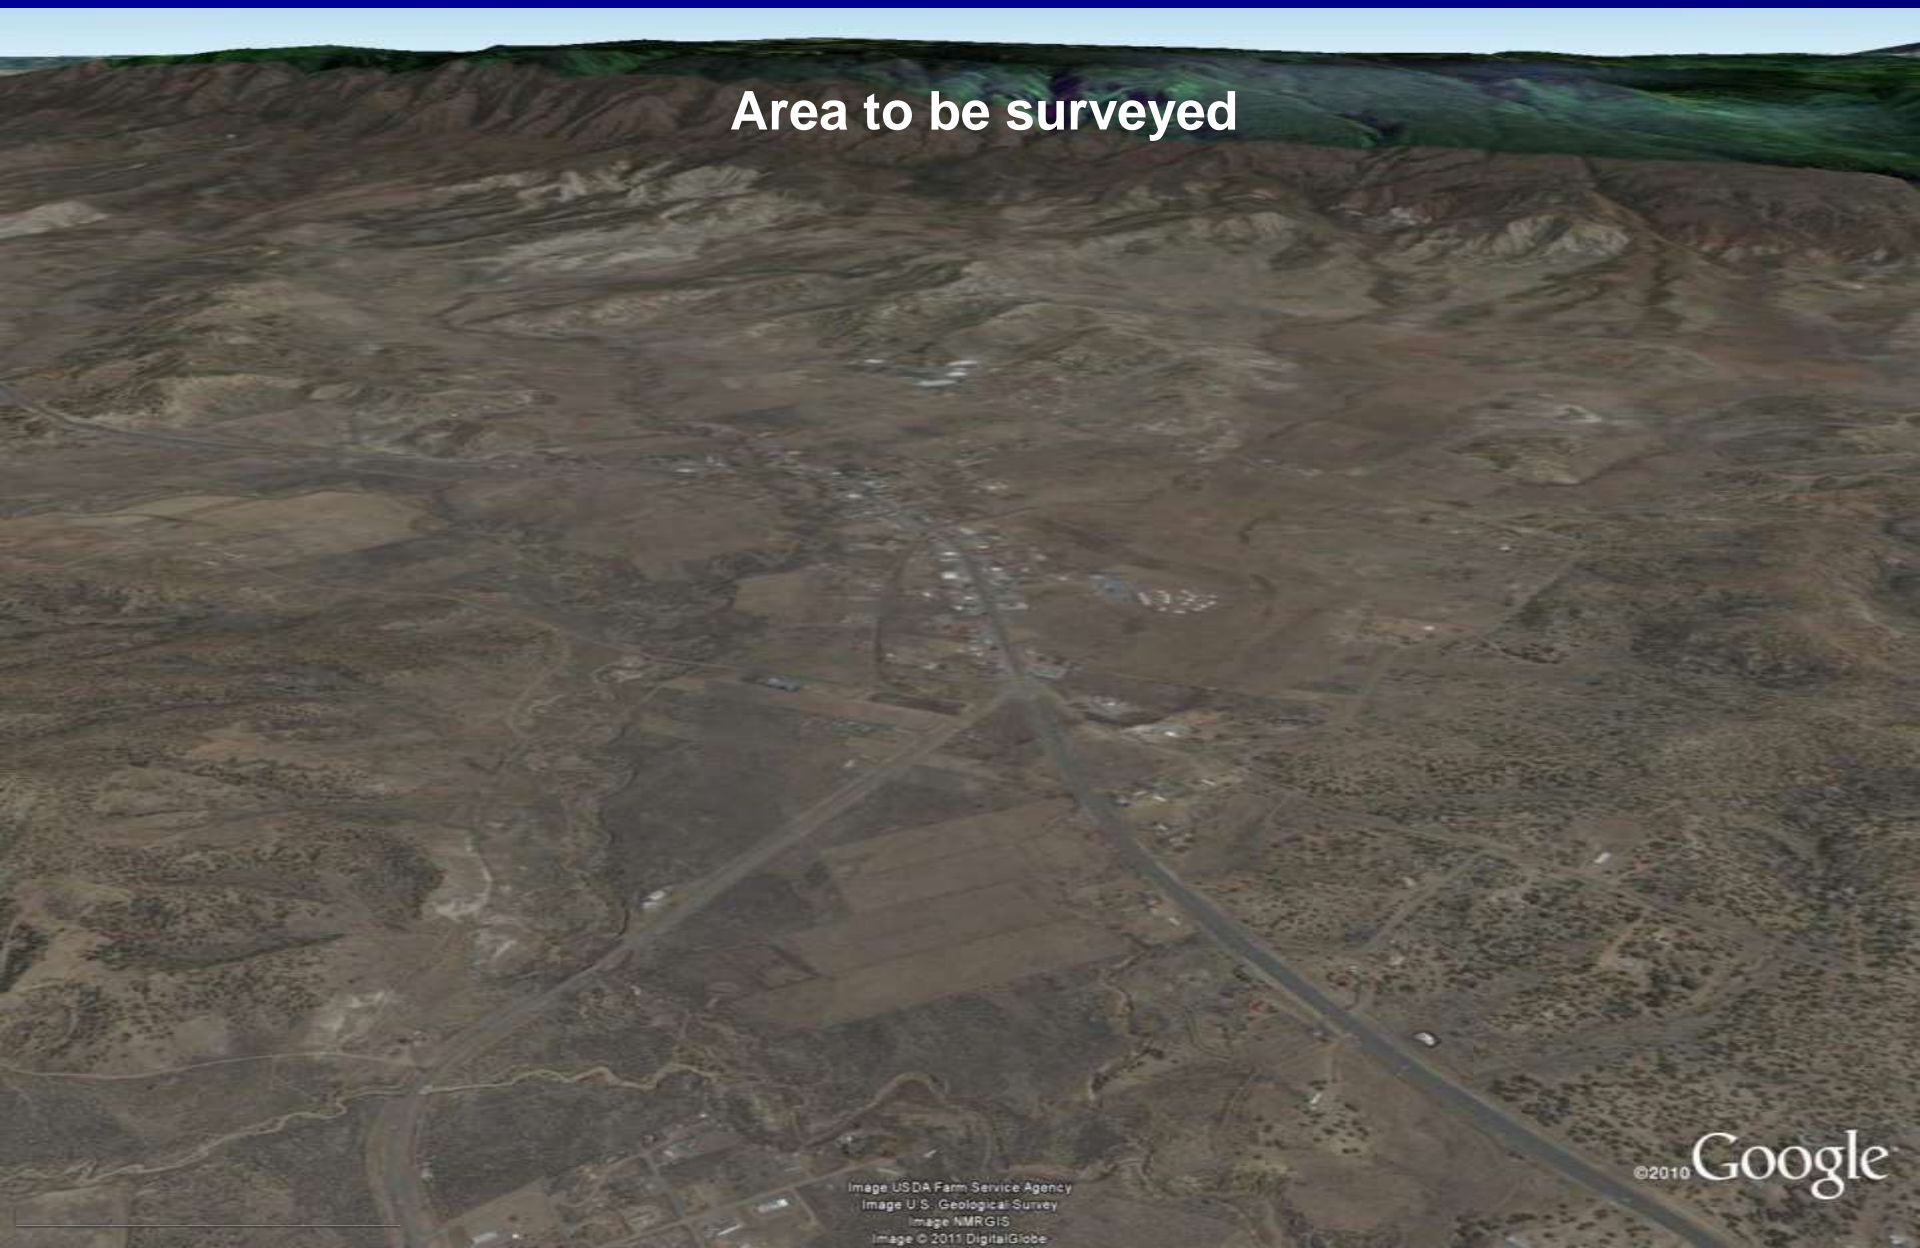 Area to be surveyed
©2010 Google
Image USDA Farm Service Agency
Image U.S. Geological Survey
Image NMRGIS
Image © 2011 DigitalGlobe